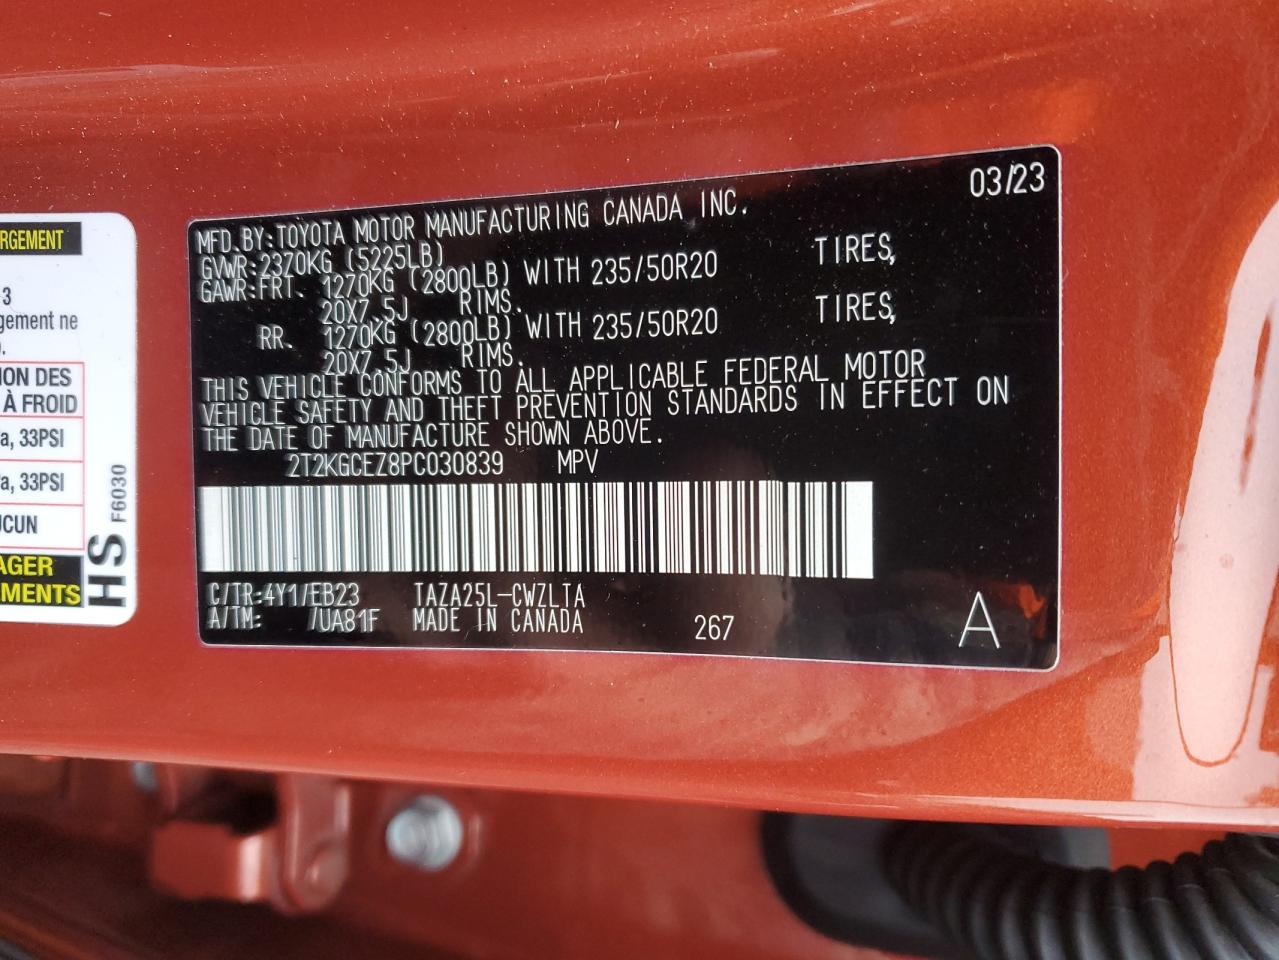 RGEMENT
3
gement ne
ION DES
À FROID
a, 33PSI
a, 33PSI
UCUN
AGER
MENTS
HS F6030
03/23
MFD.BY:TOYOTA MOTOR MANUFACTURING CANADA INC.
GVWR:2370KG (5225LB)
GAWR:FRT. 1270KG (2800LB) WITH 235/50R20 TIRES,
20X7.5J RIMS.
RR. 1270KG (2800LB) WITH 235/50R20 TIRES,
20X7.5J RIMS.
THIS VEHICLE CONFORMS TO ALL APPLICABLE FEDERAL MOTOR
VEHICLE SAFETY AND THEFT PREVENTION STANDARDS IN EFFECT ON
THE DATE OF MANUFACTURE SHOWN ABOVE.
2T2KGCEZ8PC030839 MPV
C/TR:4Y1/EB23 TAZA25L-CWZLTA
A/TM: /UA81F MADE IN CANADA 267 A